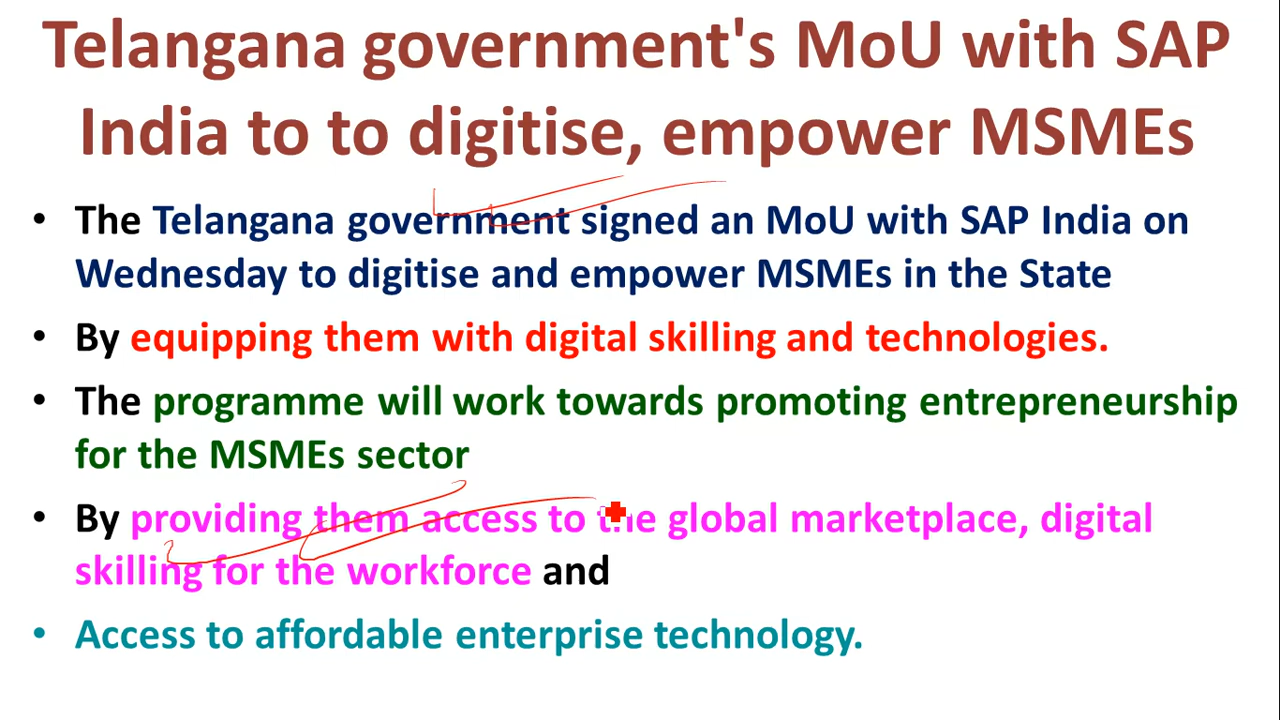 Telangana government's MoU with SAP
India to to digitise, empower MSMEs
• The Telangana government signed an MoU with SAP India on
Wednesday to digitise and empower MSMEs in the State
• By equipping them with digital skilling and technologies.
• The programme will work towards promoting entrepreneurship
for the MSMEs sector
• By providing them access to the global marketplace, digital
skilling for the workforce and
• Access to affordable enterprise technology.